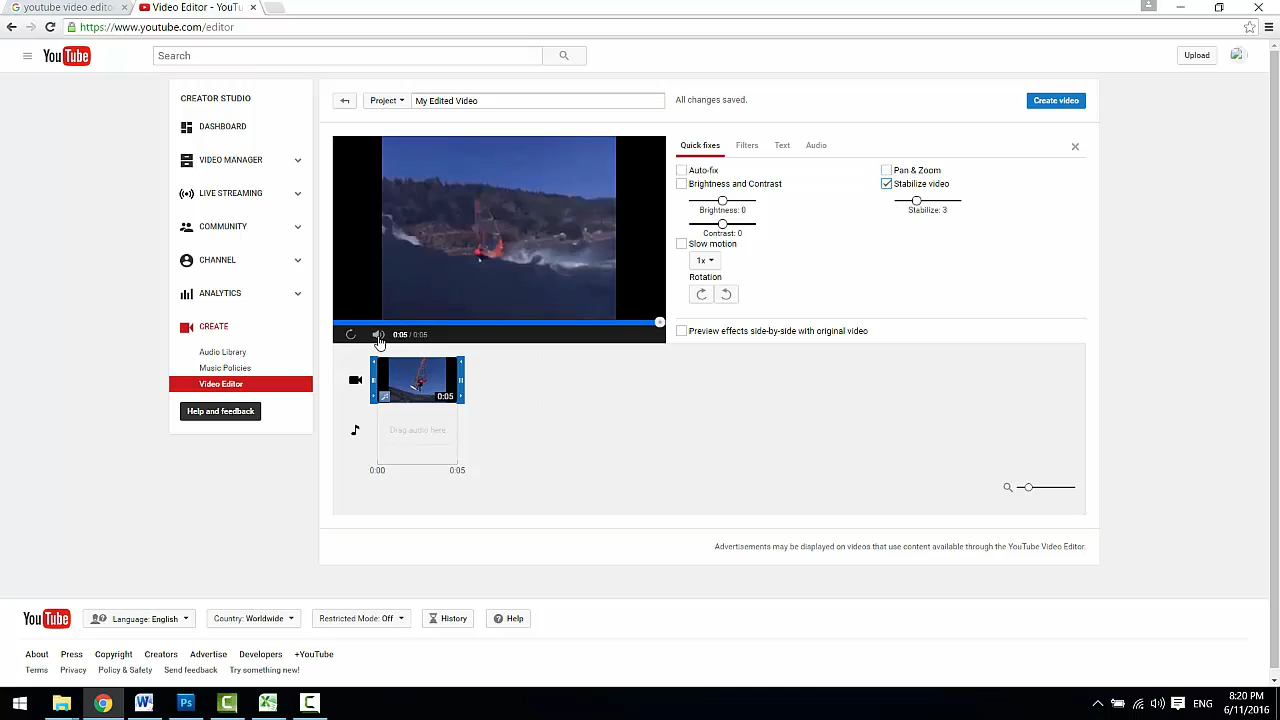 youtube video editor
Video Editor - YouTu
https://www.youtube.com/editor
YouTube
Search
Upload
CREATOR STUDIO
DASHBOARD
VIDEO MANAGER
LIVE STREAMING
COMMUNITY
CHANNEL
ANALYTICS
CREATE
Audio Library
Music Policies
Video Editor
Help and feedback
Project
My Edited Video
All changes saved.
Create video
0:05 / 0:05
Quick fixes Filters Text Audio
Auto-fix
Pan & Zoom
Brightness and Contrast
Stabilize video
Brightness: 0
Stabilize: 3
Contrast: 0
Slow motion
1x
Rotation
Preview effects side-by-side with original video
0:05
Drag audio here.
0:00
0:05
Advertisements may be displayed on videos that use content available through the YouTube Video Editor.
YouTube
Language: English
Country: Worldwide
Restricted Mode: Off
History
Help
About Press Copyright Creators Advertise Developers +YouTube
Terms Privacy Policy & Safety Send feedback Try something new!
ENG
8:20 PM
6/11/2016